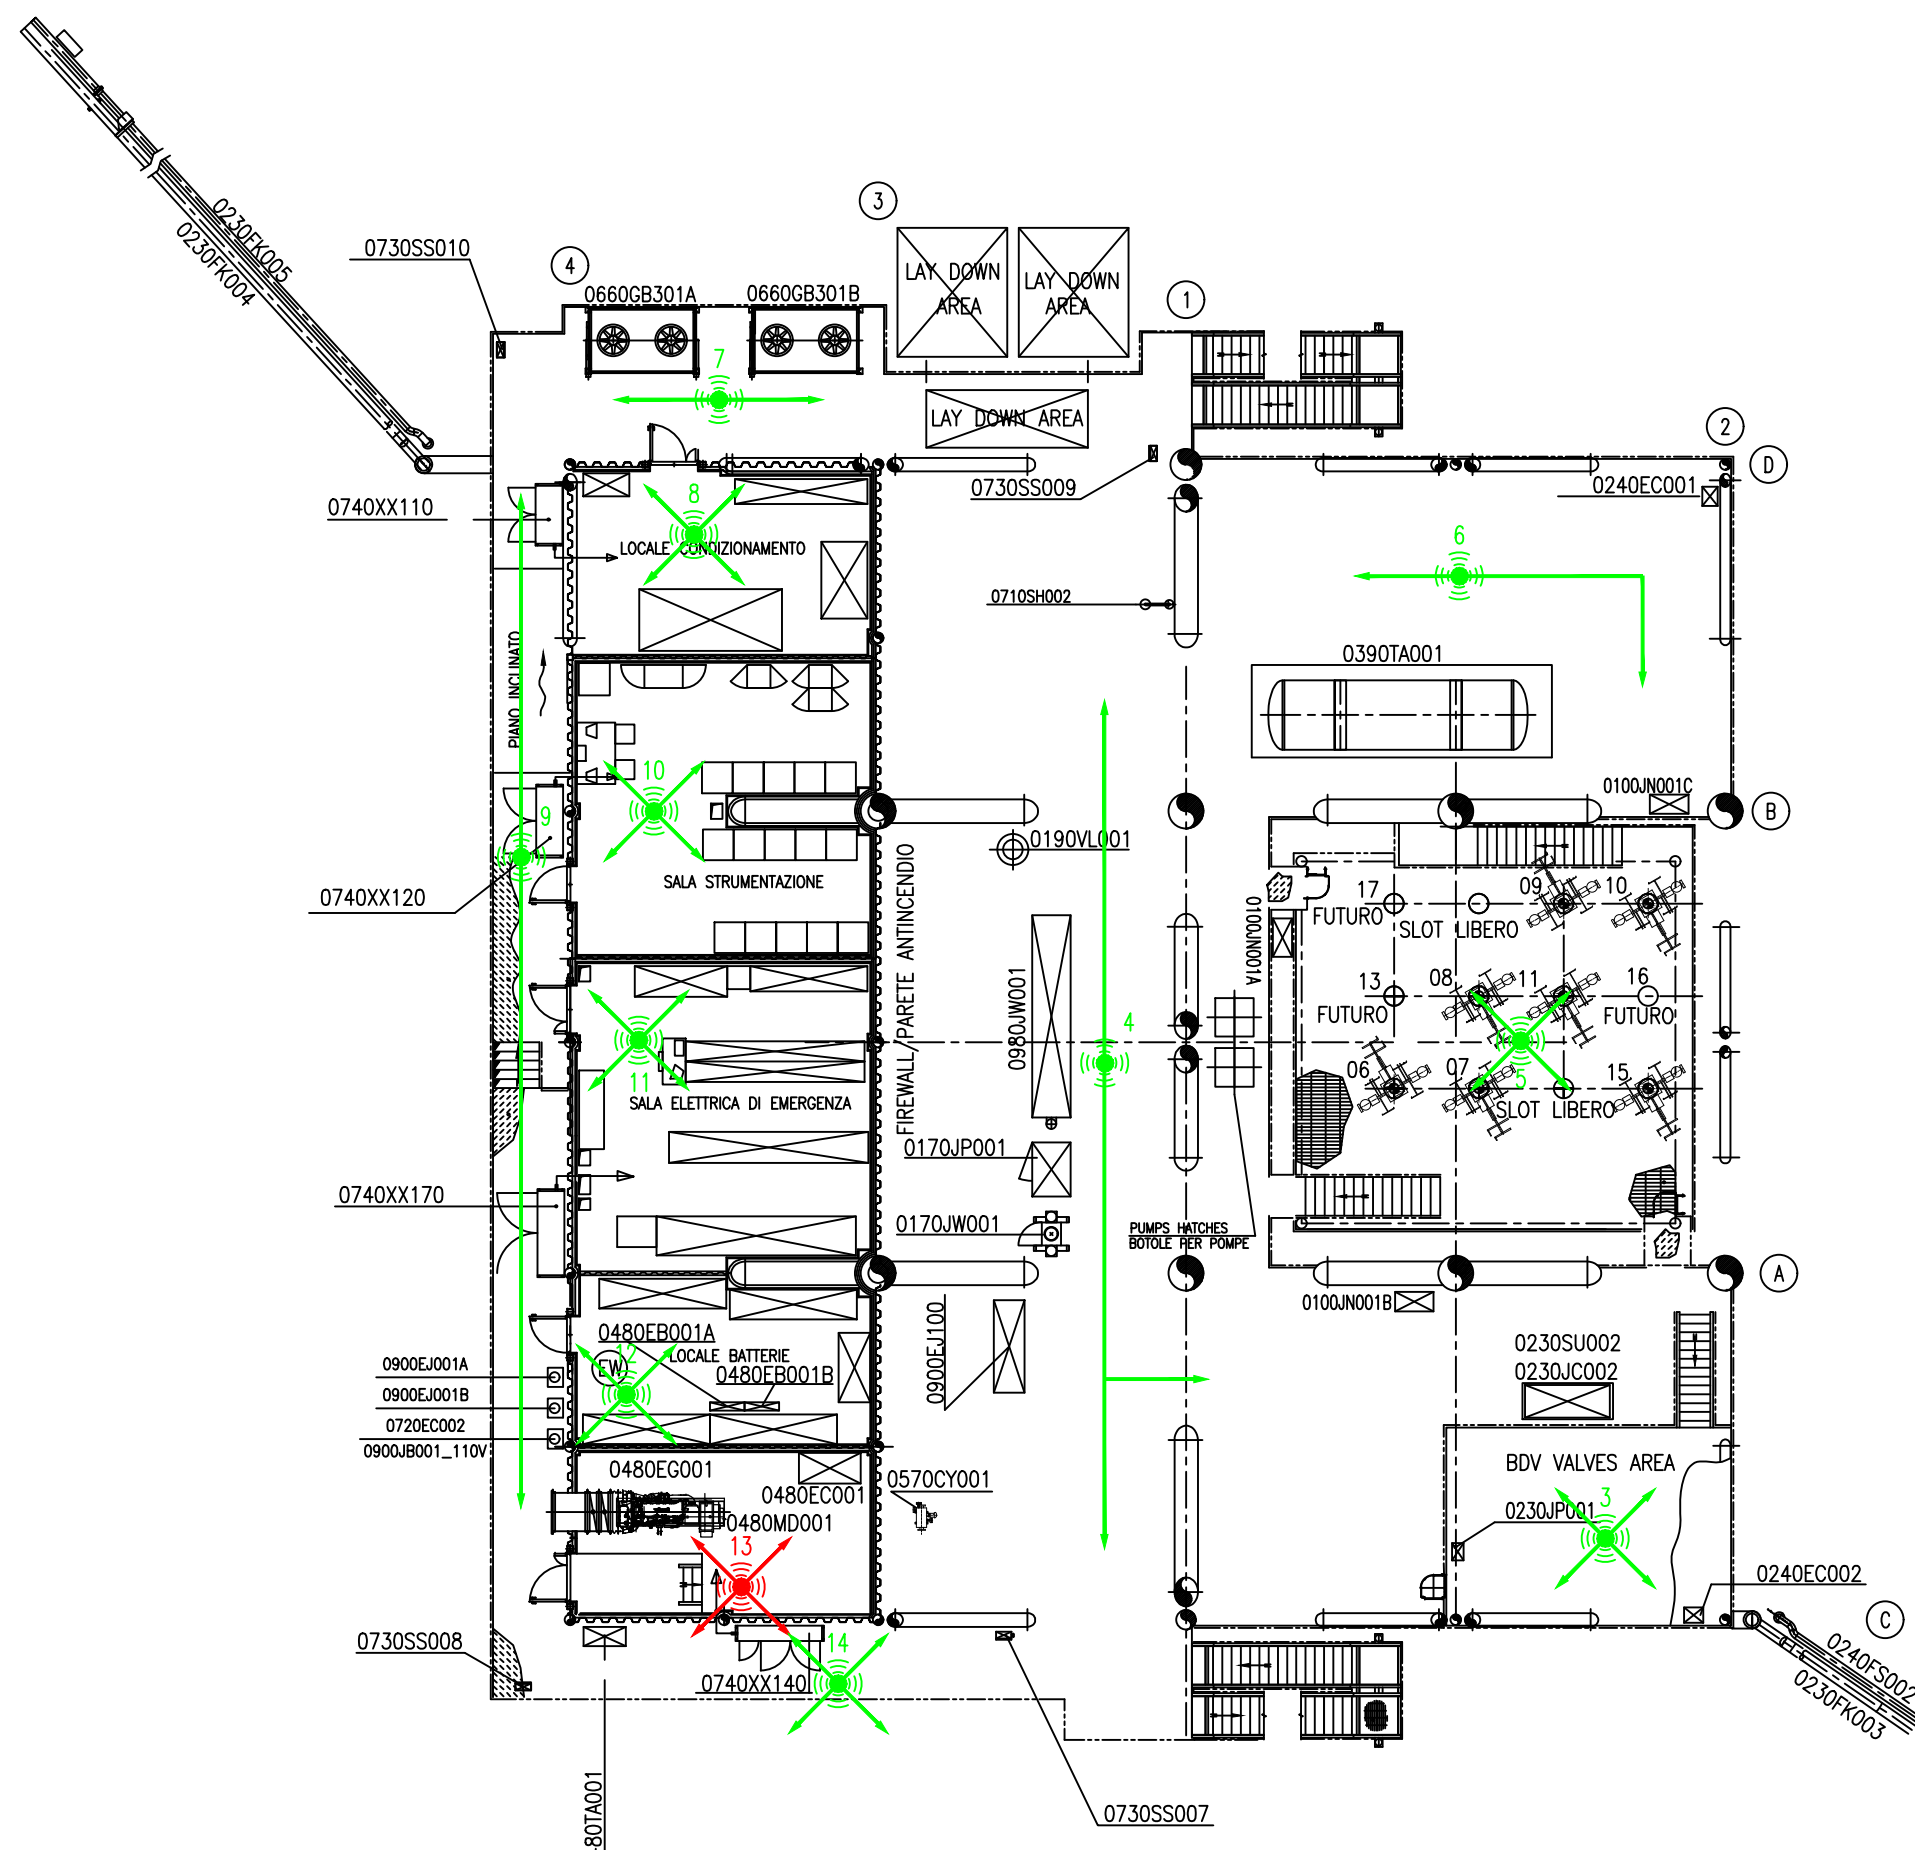 0230FK005
0230FK004
0730SS010
4
3
1
2
0660GB301A
0660GB301B
LAY DOWN
AREA
LAY DOWN
AREA
LAY DOWN AREA
7
D
0740XX110
8
LOCALE CONDIZIONAMENTO
0730SS009
0240EC001
6
0710SH002
PIANO INCLINATO
0390TA001
10
9
0740XX120
SALA STRUMENTAZIONE
FIREWALL/PARETE ANTINCENDIO
0190VL001
0100JN001C
B
17
FUTURO
SLOT LIBERO
09
10
0100JN001A
13
FUTURO
08
11
16
FUTURO
0980JW001
4
11
SALA ELETTRICA DI EMERGENZA
06
07
5
SLOT LIBERO
15
0170JP001
0740XX170
0170JW001
PUMPS HATCHES
BOTOLE PER POMPE
A
0100JN001B
0900EJ100
0480EB001A
12
EW
LOCALE BATTERIE
0480EB001B
0900EJ001A
0900EJ001B
0720EC002
0900JB001_110V
0230SU002
0230JC002
BDV VALVES AREA
3
0480EG001
0480EC001
0480MD001
0570CY001
0230JP001
13
0240EC002
C
0730SS008
14
0740XX140
0240FS002
0230FK003
80TA001
0730SS007